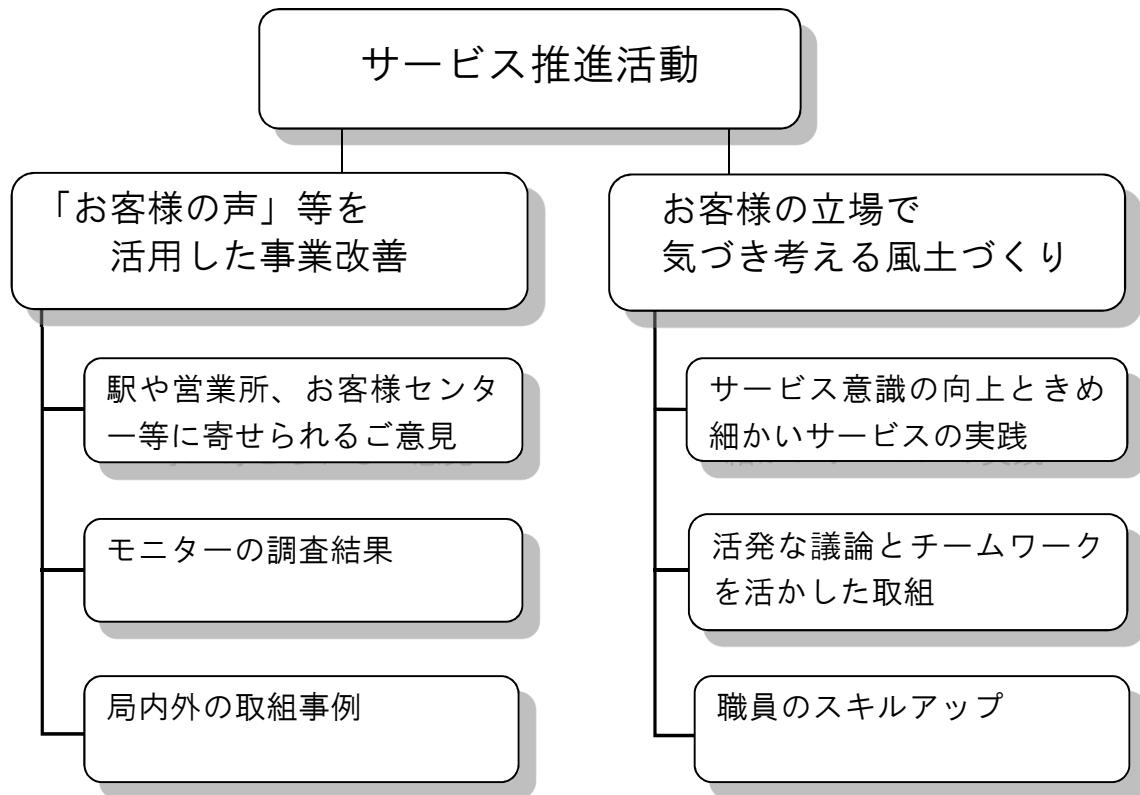 サービス推進活動
「お客様の声」等を
活用した事業改善
駅や営業所、お客様センタ
ー等に寄せられるご意見
モニターの調査結果
局内外の取組事例
お客様の立場で
気づき考える風土づくり
サービス意識の向上ときめ
細かいサービスの実践
活発な議論とチームワーク
を活かした取組
職員のスキルアップ